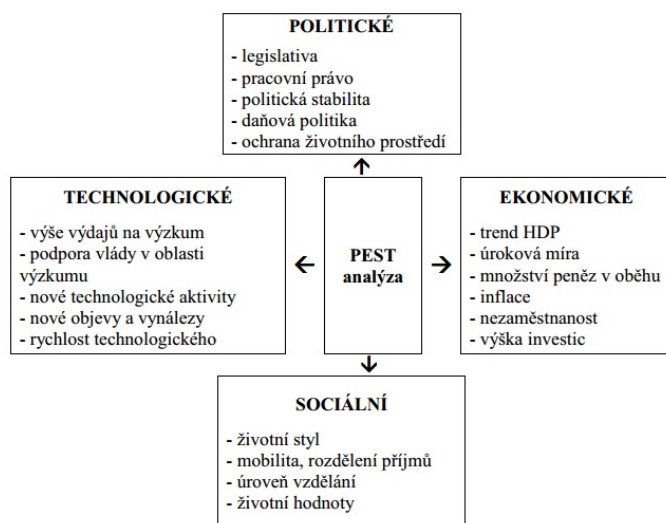 POLITICKÉ
- legislativa
- pracovní právo
- politická stabilita
- daňová politika
- ochrana životního prostředí
TECHNOLOGICKÉ
- výše výdajů na výzkum
- podpora vlády v oblasti
výzkumu
- nové technologické aktivity
- nové objevy a vynálezy
- rychlost technologického
PEST
analýza
EKONOMICKÉ
- trend HDP
- úroková míra
- množství peněz v oběhu
- inflace
- nezaměstnanost
- výška investic
SOCIÁLNÍ
- životní styl
- mobilita, rozdělení příjmů
- úroveň vzdělání
- životní hodnoty